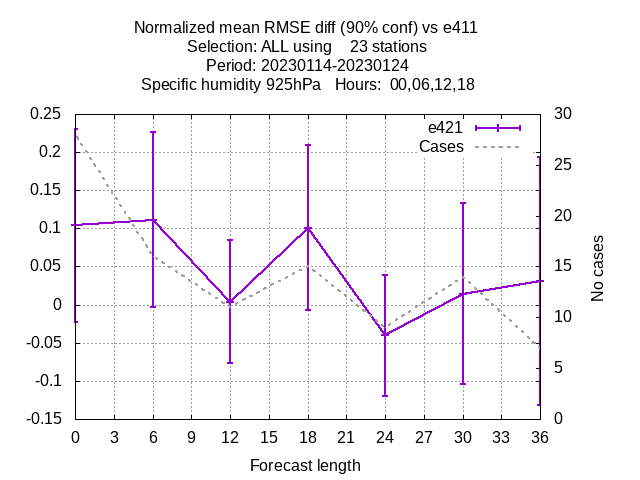 Normalized mean RMSE diff (90% conf) vs e411
Selection: ALL using    23 stations
Period: 20230114-20230124
Specific humidity 925hPa   Hours:  00,06,12,18
0.25
0.2
0.15
0.1
0.05
0
-0.05
-0.1
-0.15
e421
Cases
30
25
20
15
10
5
0
No cases
0 3 6 9 12 15 18 21 24 27 30 33 36
Forecast length